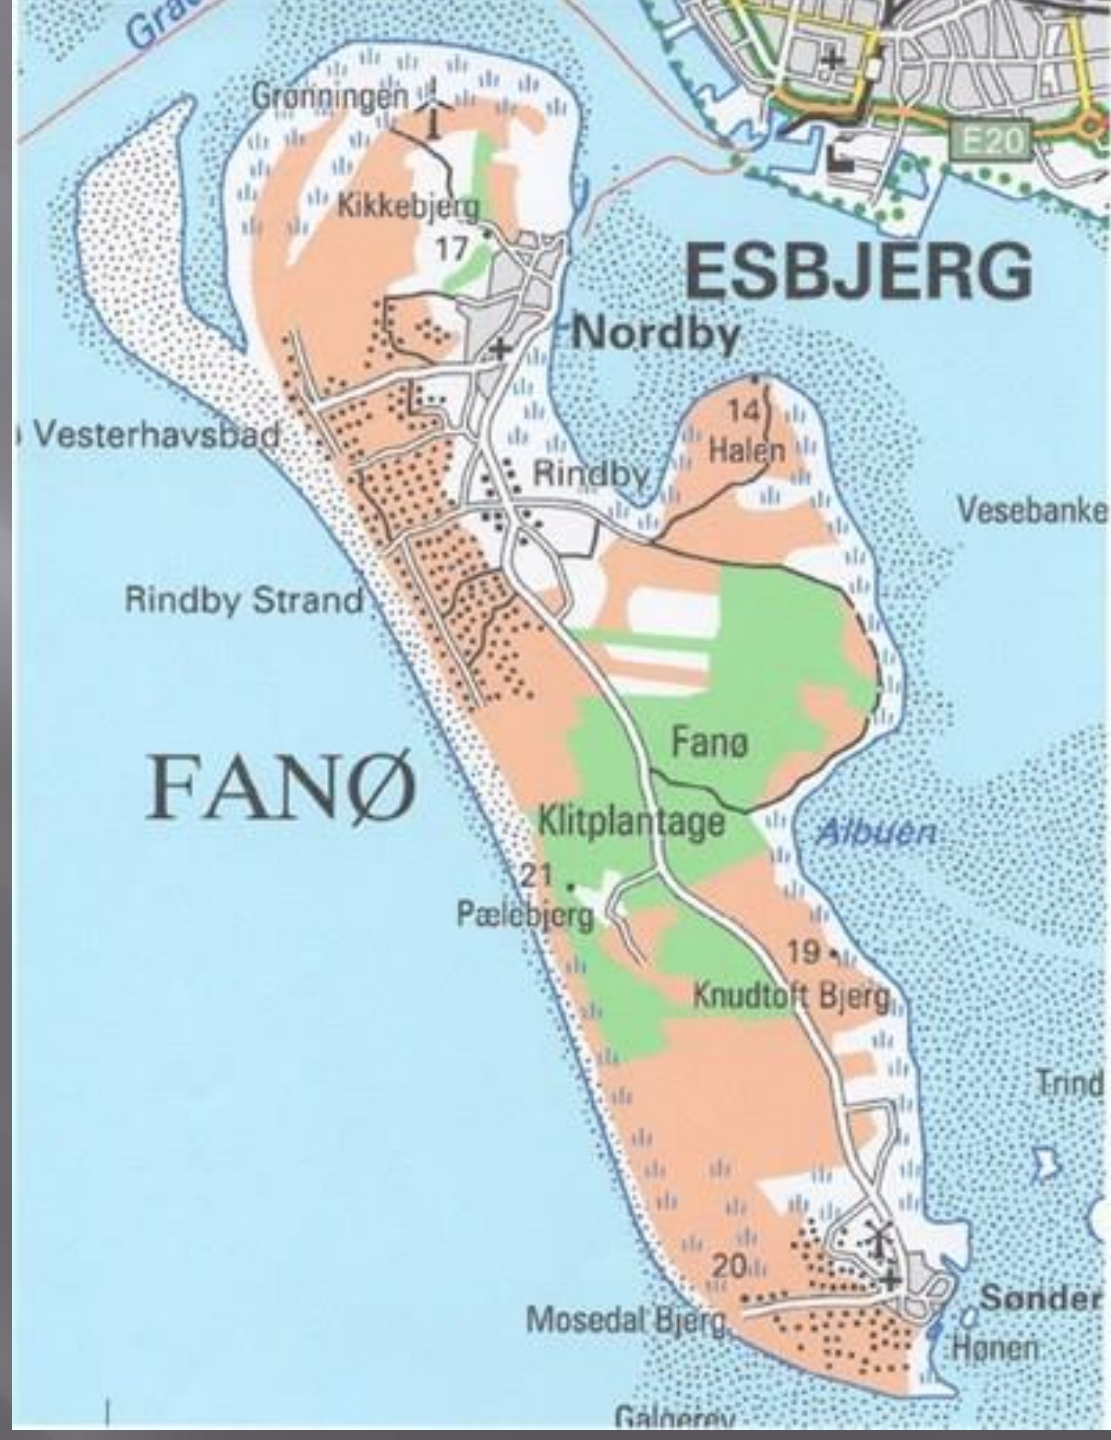 Grønningen
E20
Kikkebjerg
17
ESBJERG
Nordby
14
Halen
Vesterhavsbad
Rindby
Vesebanke
Rindby Strand
Fanø
FANØ
Klitplantage
Albuen
21
Pælebjerg
19
Knudtoft Bjerg
Trind
20
Mosedal Bjerg
Sønder
Hønen